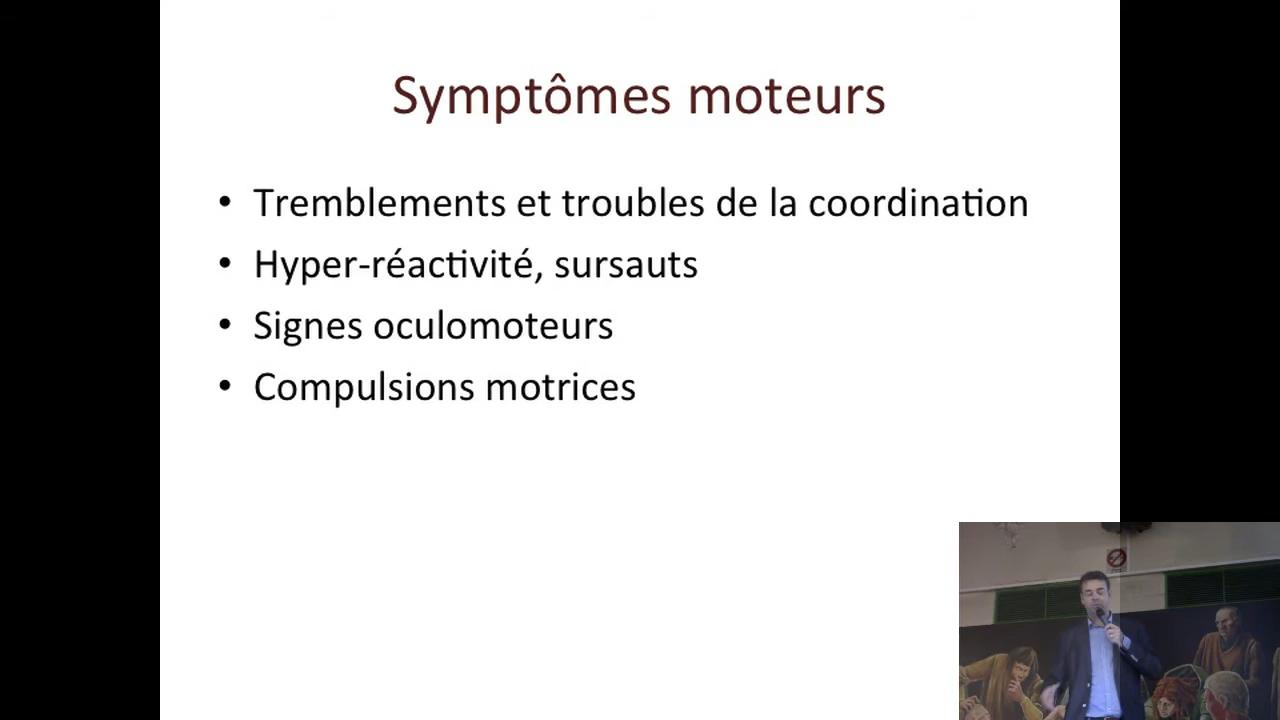 Symptômes moteurs
• Tremblements et troubles de la coordination
• Hyper-réactivité, sursauts
• Signes oculomoteurs
• Compulsions motrices